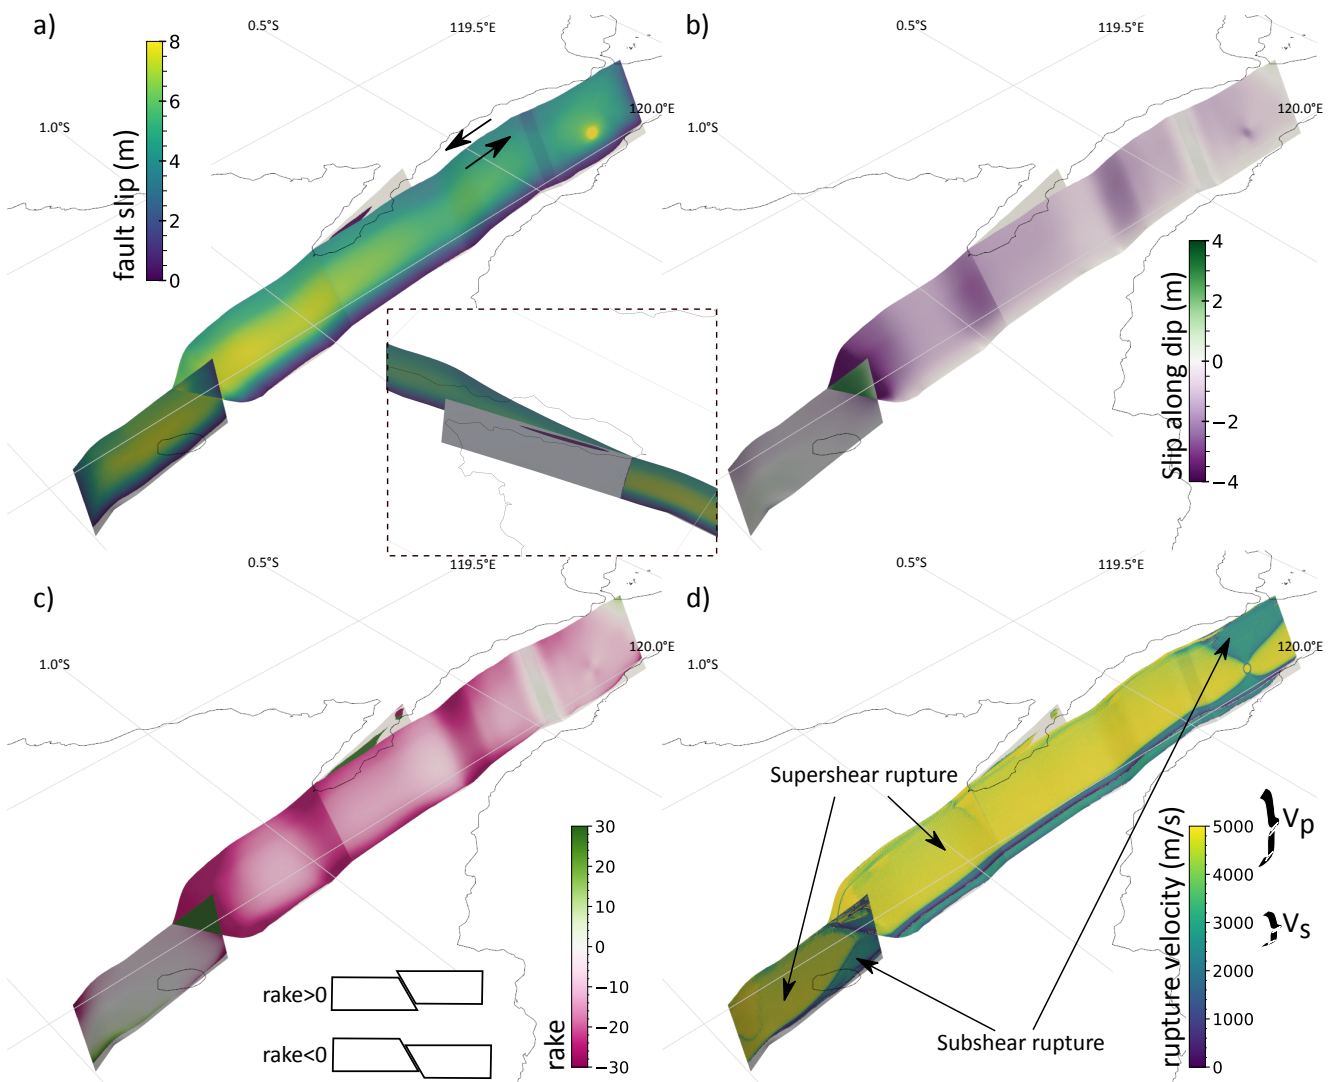 a)
0.5°S
119.5°E
1.0°S
120.0°E
fault slip (m)
8
6
4
2
0
b)
0.5°S
119.5°E
1.0°S
120.0°E
Slip along dip (m)
4
2
0
−2
−4
c)
0.5°S
119.5°E
1.0°S
120.0°E
rake>0
rake<0
rake
30
20
10
0
−10
−20
−30
d)
0.5°S
119.5°E
1.0°S
120.0°E
Supershear rupture
Subshear rupture
rupture velocity (m/s)
5000
4000
3000
2000
1000
0
Vp
Vs